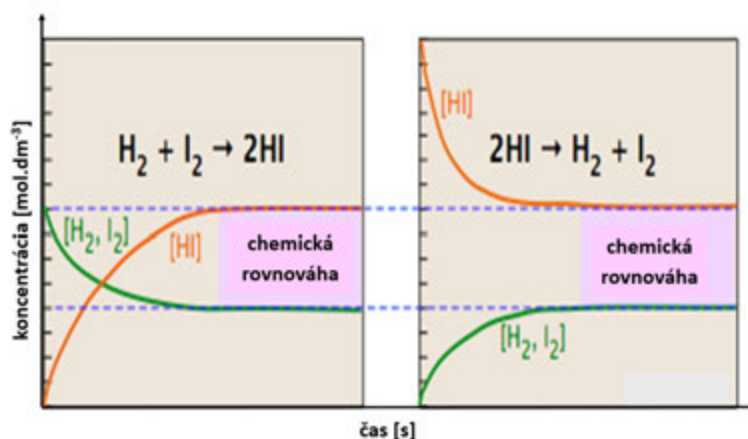 koncentrácia [mol.dm⁻³]
H₂ + I₂ → 2HI
[H₂, I₂]
[HI]
chemická
rovnováha
[HI]
2HI → H₂ + I₂
chemická
rovnováha
[H₂, I₂]
čas [s]